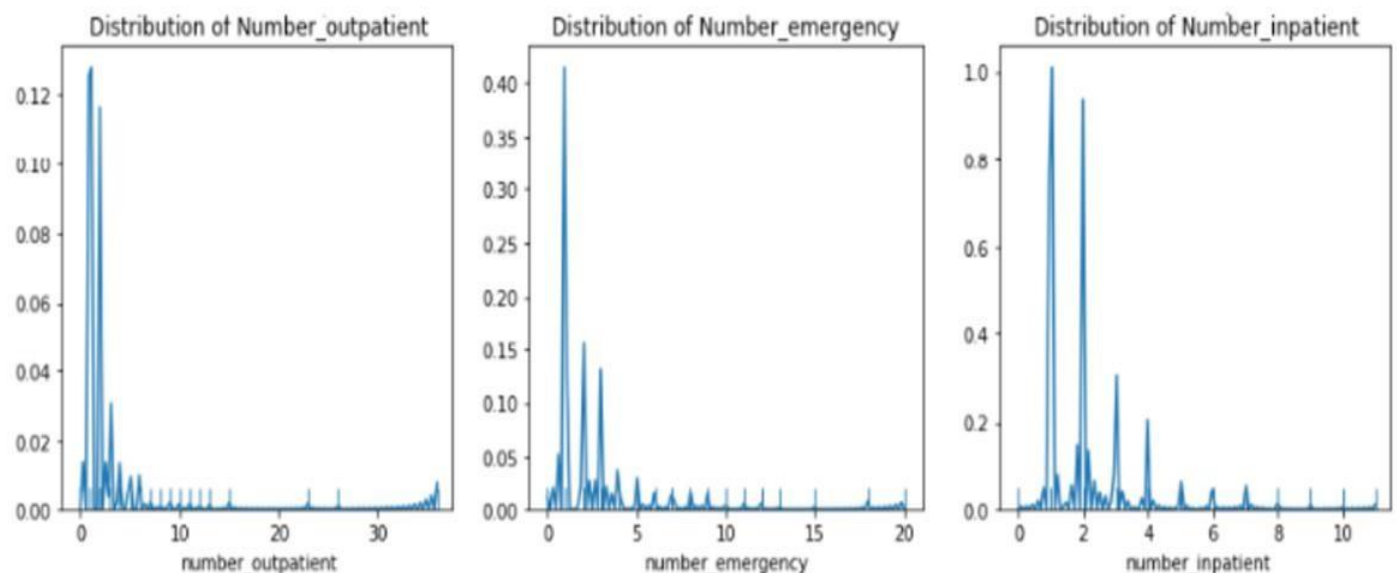 Distribution of Number_outpatient
0.12
0.10
0.08
0.06
0.04
0.02
0.00
0 10 20 30
number outpatient
Distribution of Number_emergency
0.40
0.35
0.30
0.25
0.20
0.15
0.10
0.05
0.00
0 5 10 15 20
number emergency
Distribution of Number_inpatient
1.0
0.8
0.6
0.4
0.2
0.0
0 2 4 6 8 10
number inpatient